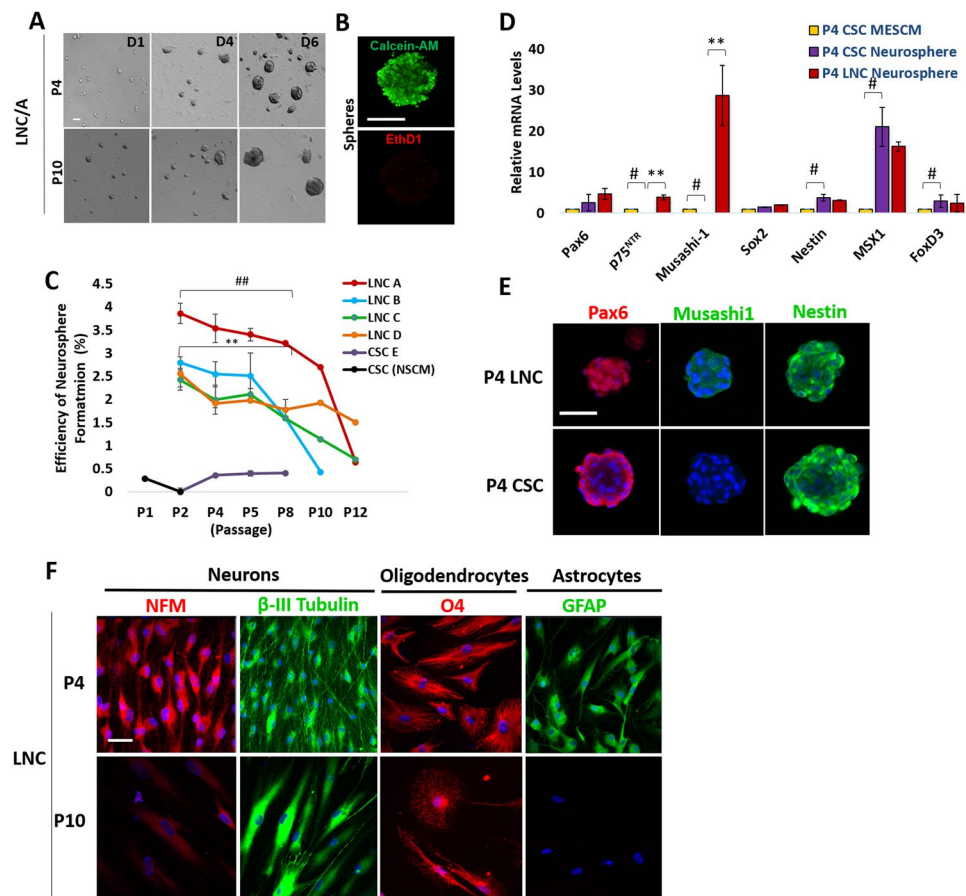 A
LNC/A
D1
D4
D6
P4
P10
B
Calcein-AM
Spheres
EthD1
D
P4 CSC MESCM
P4 CSC Neurosphere
P4 LNC Neurosphere
Relative mRNA Levels
40
30
20
10
0
#
**
#
**
#
#
#
Pax6
p75NTR
Musashi-1
Sox2
Nestin
MSX1
FoxD3
C
Efficiency of Neurosphere
Formatmion (%)
4.5
4
3.5
3
2.5
2
1.5
1
0.5
0
##
**
LNC A
LNC B
LNC C
LNC D
CSC E
CSC (NSCM)
P1
P2
P4
P5
P8
P10
P12
(Passage)
E
Pax6
Musashi1
Nestin
P4 LNC
P4 CSC
F
Neurons
Oligodendrocytes
Astrocytes
NFM
β-III Tubulin
O4
GFAP
LNC
P4
P10